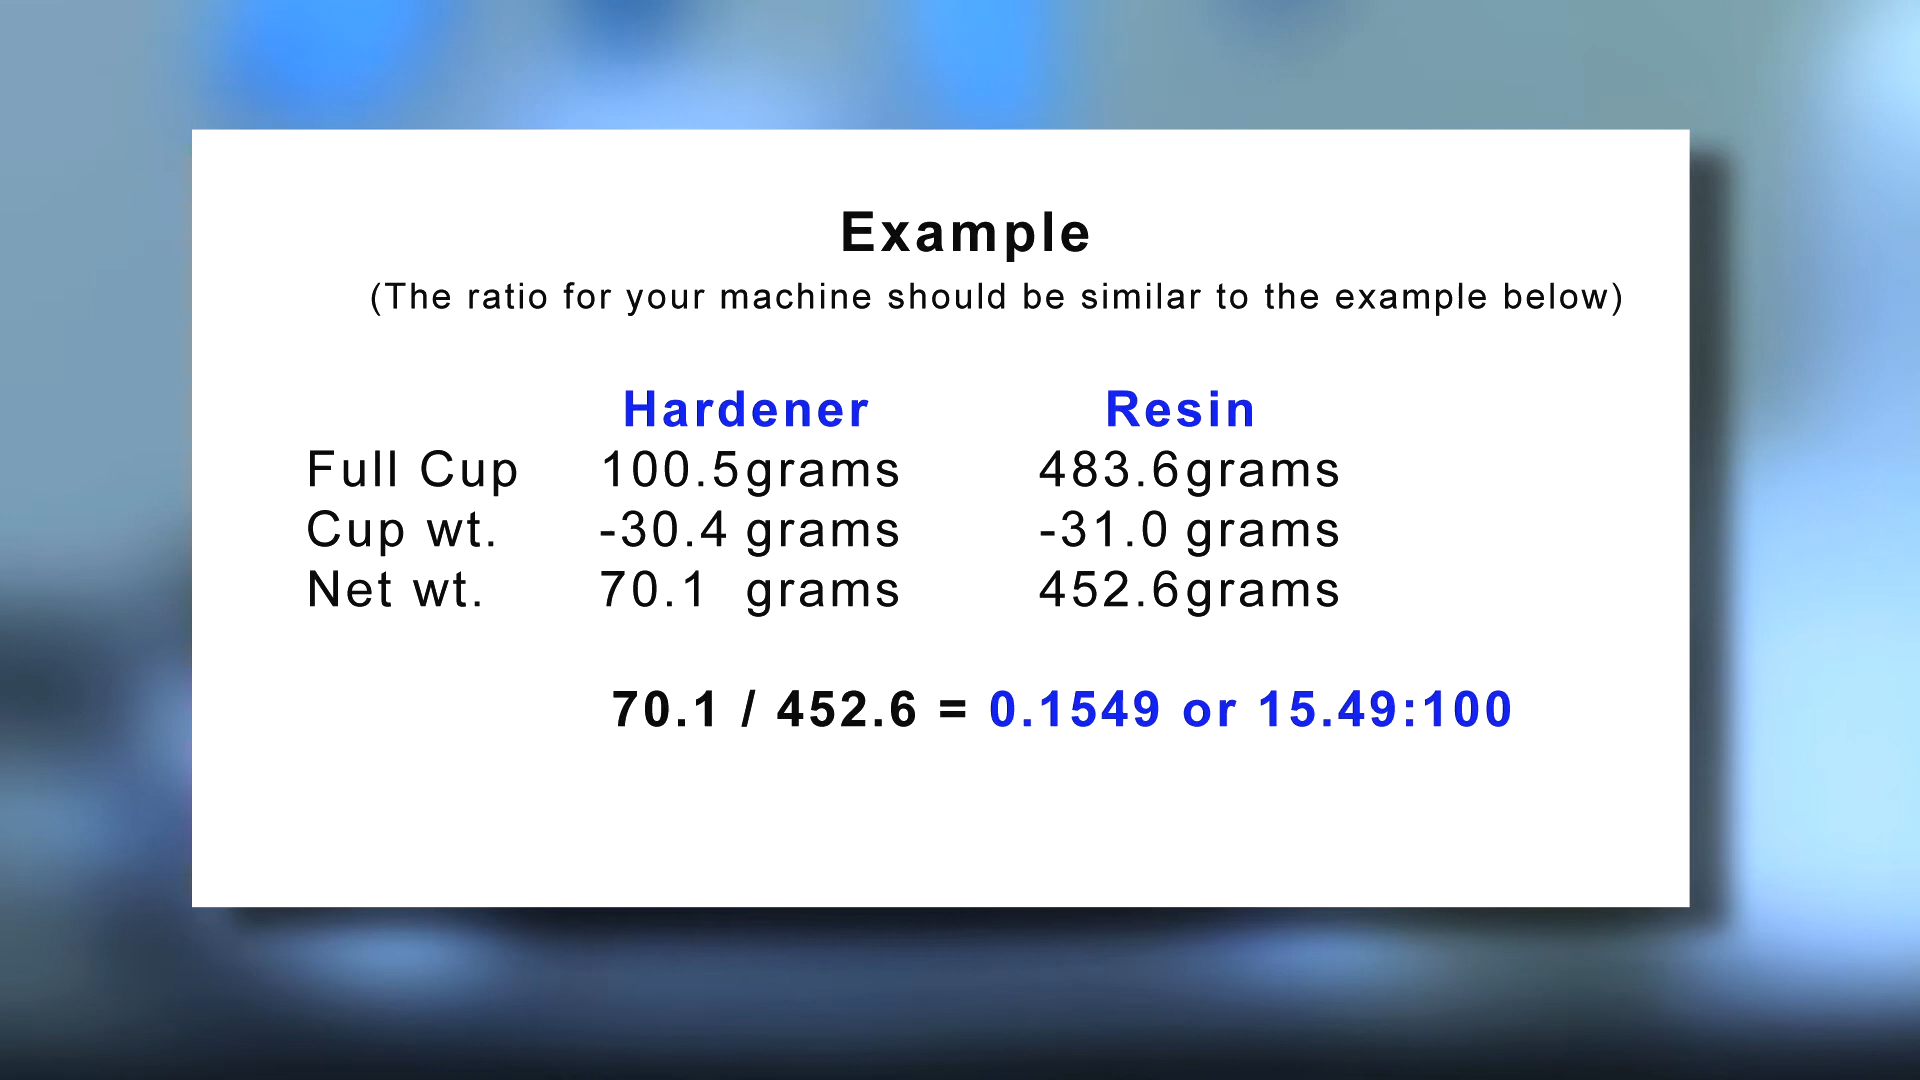 Example
(The ratio for your machine should be similar to the example below)
Hardener Resin
Full Cup 100.5grams 483.6grams
Cup wt. -30.4 grams -31.0 grams
Net wt. 70.1 grams 452.6grams
70.1 / 452.6 = 0.1549 or 15.49:100